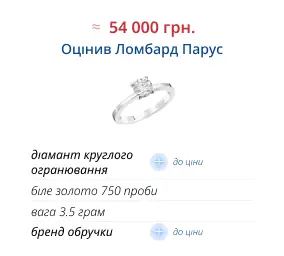 ≈ 54 000 грн.
Оцінив Ломбард Парус
діамант круглого
огранювання
до ціни
біле золото 750 проби
вага 3.5 грам
бренд обручки
до ціни